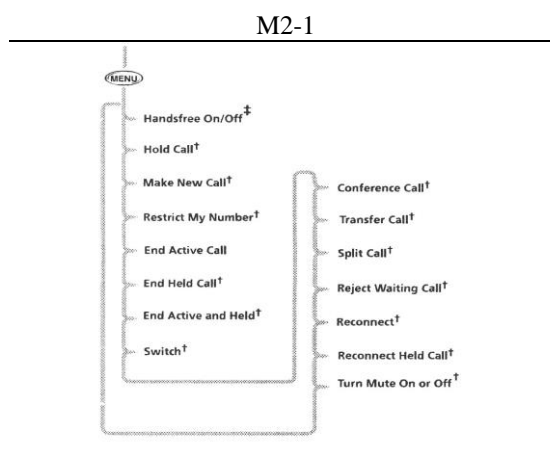 M2-1
MENU
Handsfree On/Off‡
Hold Call†
Make New Call†
Restrict My Number†
End Active Call
End Held Call†
End Active and Held†
Switch†
Conference Call†
Transfer Call†
Split Call†
Reject Waiting Call†
Reconnect†
Reconnect Held Call†
Turn Mute On or Off†